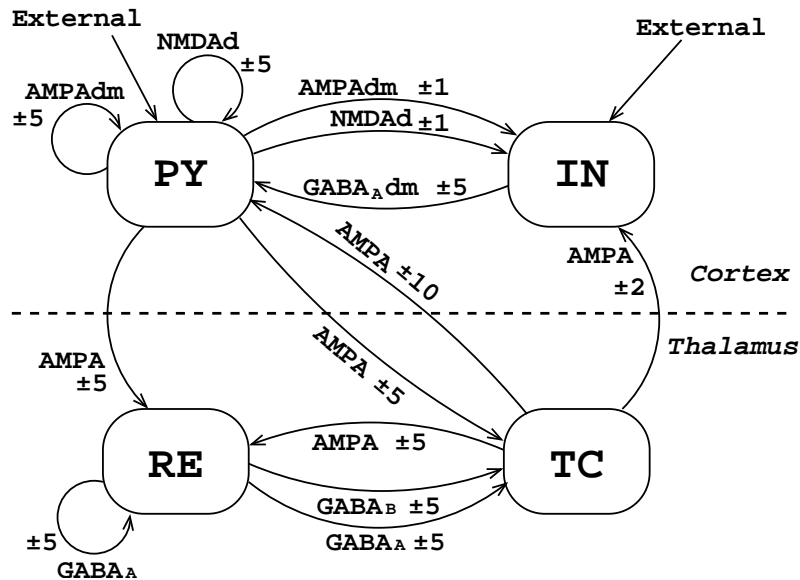 External
NMDAd
±5
External
AMPAdm
±5
AMPAdm ±1
NMDAd ±1
PY
IN
GABAAdm ±5
AMPA ±10
AMPA
±2
Cortex
Thalamus
AMPA
±5
AMPA ±5
RE
AMPA ±5
TC
GABAB ±5
GABAA ±5
±5
GABAA